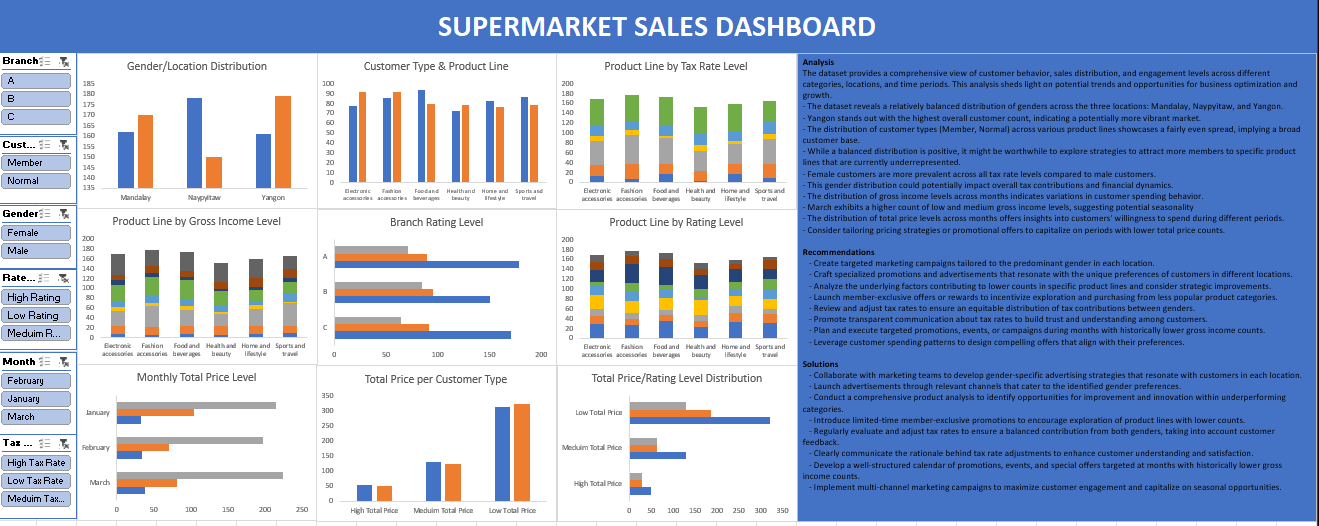 SUPERMARKET SALES DASHBOARD
Branch
A
B
C
Cust...
Member
Normal
Gender
Female
Male
Rate...
High Rating
Low Rating
Meduim R...
Month
February
January
March
Tax ...
High Tax Rate
Low Tax Rate
Meduim Tax...
Gender/Location Distribution
185
180
175
170
165
160
155
150
145
140
135
Mandalay Naypyitaw Yangon
Customer Type & Product Line
100
90
80
70
60
50
40
30
20
10
0
Electronic Fashion Food and Health and Home and Sports and
accessories accessories beverages beauty lifestyle travel
Product Line by Tax Rate Level
200
180
160
140
120
100
80
60
40
20
0
Electronic Fashion Food and Health and Home and Sports and
accessories accessories beverages beauty lifestyle travel
Product Line by Gross Income Level
200
180
160
140
120
100
80
60
40
20
0
Electronic Fashion Food and Health and Home and Sports and
accessories accessories beverages beauty lifestyle travel
Branch Rating Level
A
B
C
0 50 100 150 200
Product Line by Rating Level
200
180
160
140
120
100
80
60
40
20
0
Electronic Fashion Food and Health and Home and Sports and
accessories accessories beverages beauty lifestyle travel
Monthly Total Price Level
January
February
March
0 50 100 150 200 250
Total Price per Customer Type
350
300
250
200
150
100
50
0
High Total Price Meduim Total Price Low Total Price
Total Price/Rating Level Distribution
Low Total Price
Meduim Total Price
High Total Price
0 50 100 150 200 250 300 350
Analysis
The dataset provides a comprehensive view of customer behavior, sales distribution, and engagement levels across different
categories, locations, and time periods. This analysis sheds light on potential trends and opportunities for business optimization and
growth.
- The dataset reveals a relatively balanced distribution of genders across the three locations: Mandalay, Naypyitaw, and Yangon.
- Yangon stands out with the highest overall customer count, indicating a potentially more vibrant market.
- The distribution of customer types (Member, Normal) across various product lines showcases a fairly even spread, implying a broad
customer base.
- While a balanced distribution is positive, it might be worthwhile to explore strategies to attract more members to specific product
lines that are currently underrepresented.
- Female customers are more prevalent across all tax rate levels compared to male customers.
- This gender distribution could potentially impact overall tax contributions and financial dynamics.
- The distribution of gross income levels across months indicates variations in customer spending behavior.
- March exhibits a higher count of low and medium gross income levels, suggesting potential seasonality
- The distribution of total price levels across months offers insights into customers' willingness to spend during different periods.
- Consider tailoring pricing strategies or promotional offers to capitalize on periods with lower total price counts.
Recommendations
- Create targeted marketing campaigns tailored to the predominant gender in each location.
- Craft specialized promotions and advertisements that resonate with the unique preferences of customers in different locations.
- Analyze the underlying factors contributing to lower counts in specific product lines and consider strategic improvements.
- Launch member-exclusive offers or rewards to incentivize exploration and purchasing from less popular product categories.
- Review and adjust tax rates to ensure an equitable distribution of tax contributions between genders.
- Promote transparent communication about tax rates to build trust and understanding among customers.
- Plan and execute targeted promotions, events, or campaigns during months with historically lower gross income counts.
- Leverage customer spending patterns to design compelling offers that align with their preferences.
Solutions
- Collaborate with marketing teams to develop gender-specific advertising strategies that resonate with customers in each location.
- Launch advertisements through relevant channels that cater to the identified gender preferences.
- Conduct a comprehensive product analysis to identify opportunities for improvement and innovation within underperforming
categories.
- Introduce limited-time member-exclusive promotions to encourage exploration of product lines with lower counts.
- Regularly evaluate and adjust tax rates to ensure a balanced contribution from both genders, taking into account customer
feedback.
- Clearly communicate the rationale behind tax rate adjustments to enhance customer understanding and satisfaction.
- Develop a well-structured calendar of promotions, events, and special offers targeted at months with historically lower gross
income counts.
- Implement multi-channel marketing campaigns to maximize customer engagement and capitalize on seasonal opportunities.